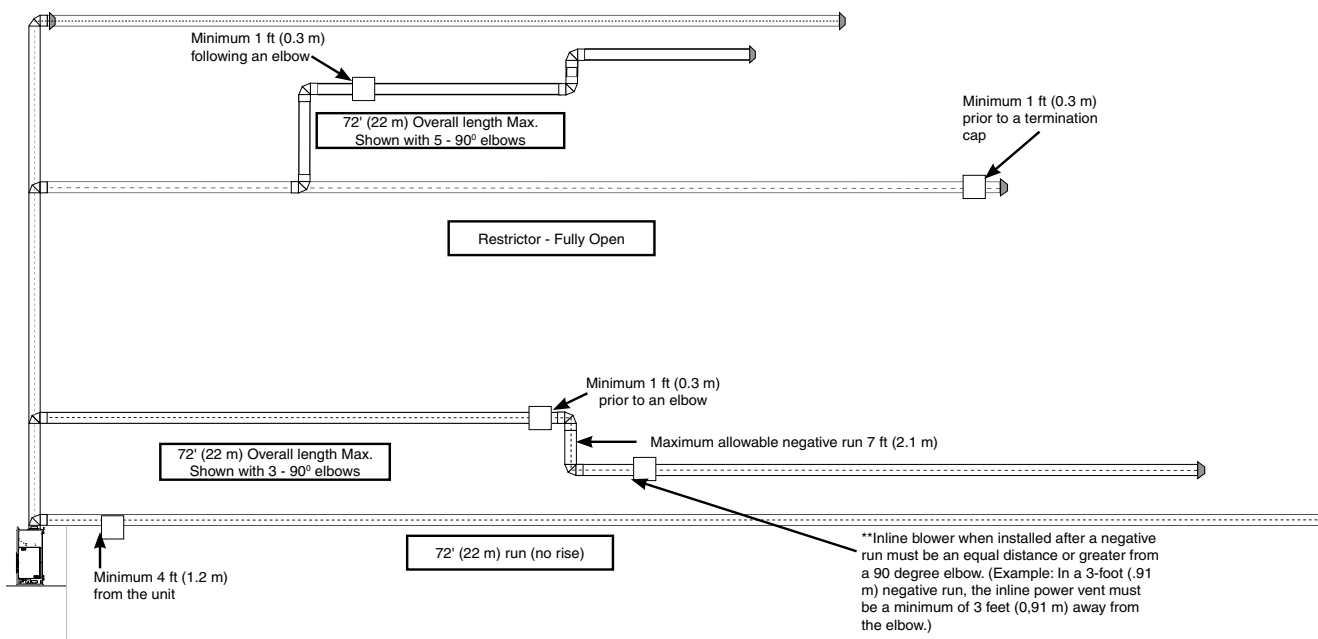 Minimum 1 ft (0.3 m)
following an elbow
72' (22 m) Overall length Max.
Shown with 5 - 90⁰ elbows
Minimum 1 ft (0.3 m)
prior to a termination
cap
Restrictor - Fully Open
Minimum 1 ft (0.3 m)
prior to an elbow
Maximum allowable negative run 7 ft (2.1 m)
72' (22 m) Overall length Max.
Shown with 3 - 90⁰ elbows
72' (22 m) run (no rise)
Minimum 4 ft (1.2 m)
from the unit
**Inline blower when installed after a negative
run must be an equal distance or greater from
a 90 degree elbow. (Example: In a 3-foot (.91
m) negative run, the inline power vent must
be a minimum of 3 feet (0,91 m) away from
the elbow.)